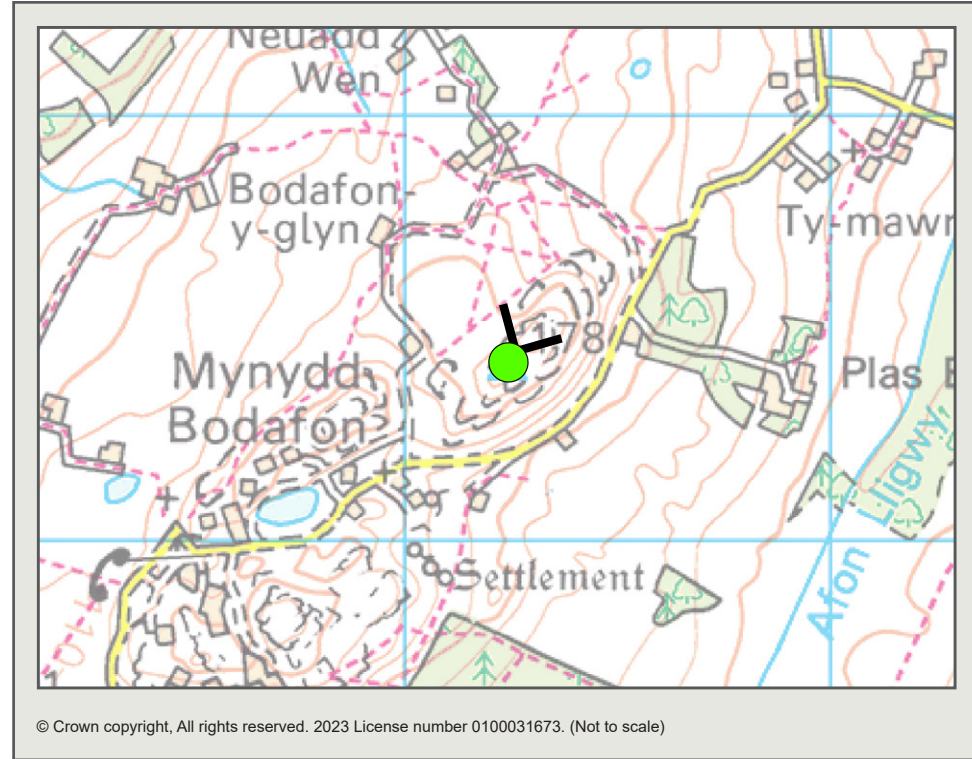 Neuadd
Wen
Bodafon-
y-glyn
Ty-mawr
178
Mynydd
Bodafon
Plas
Afon Lligwy
Settlement
© Crown copyright, All rights reserved. 2023 License number 0100031673. (Not to scale)